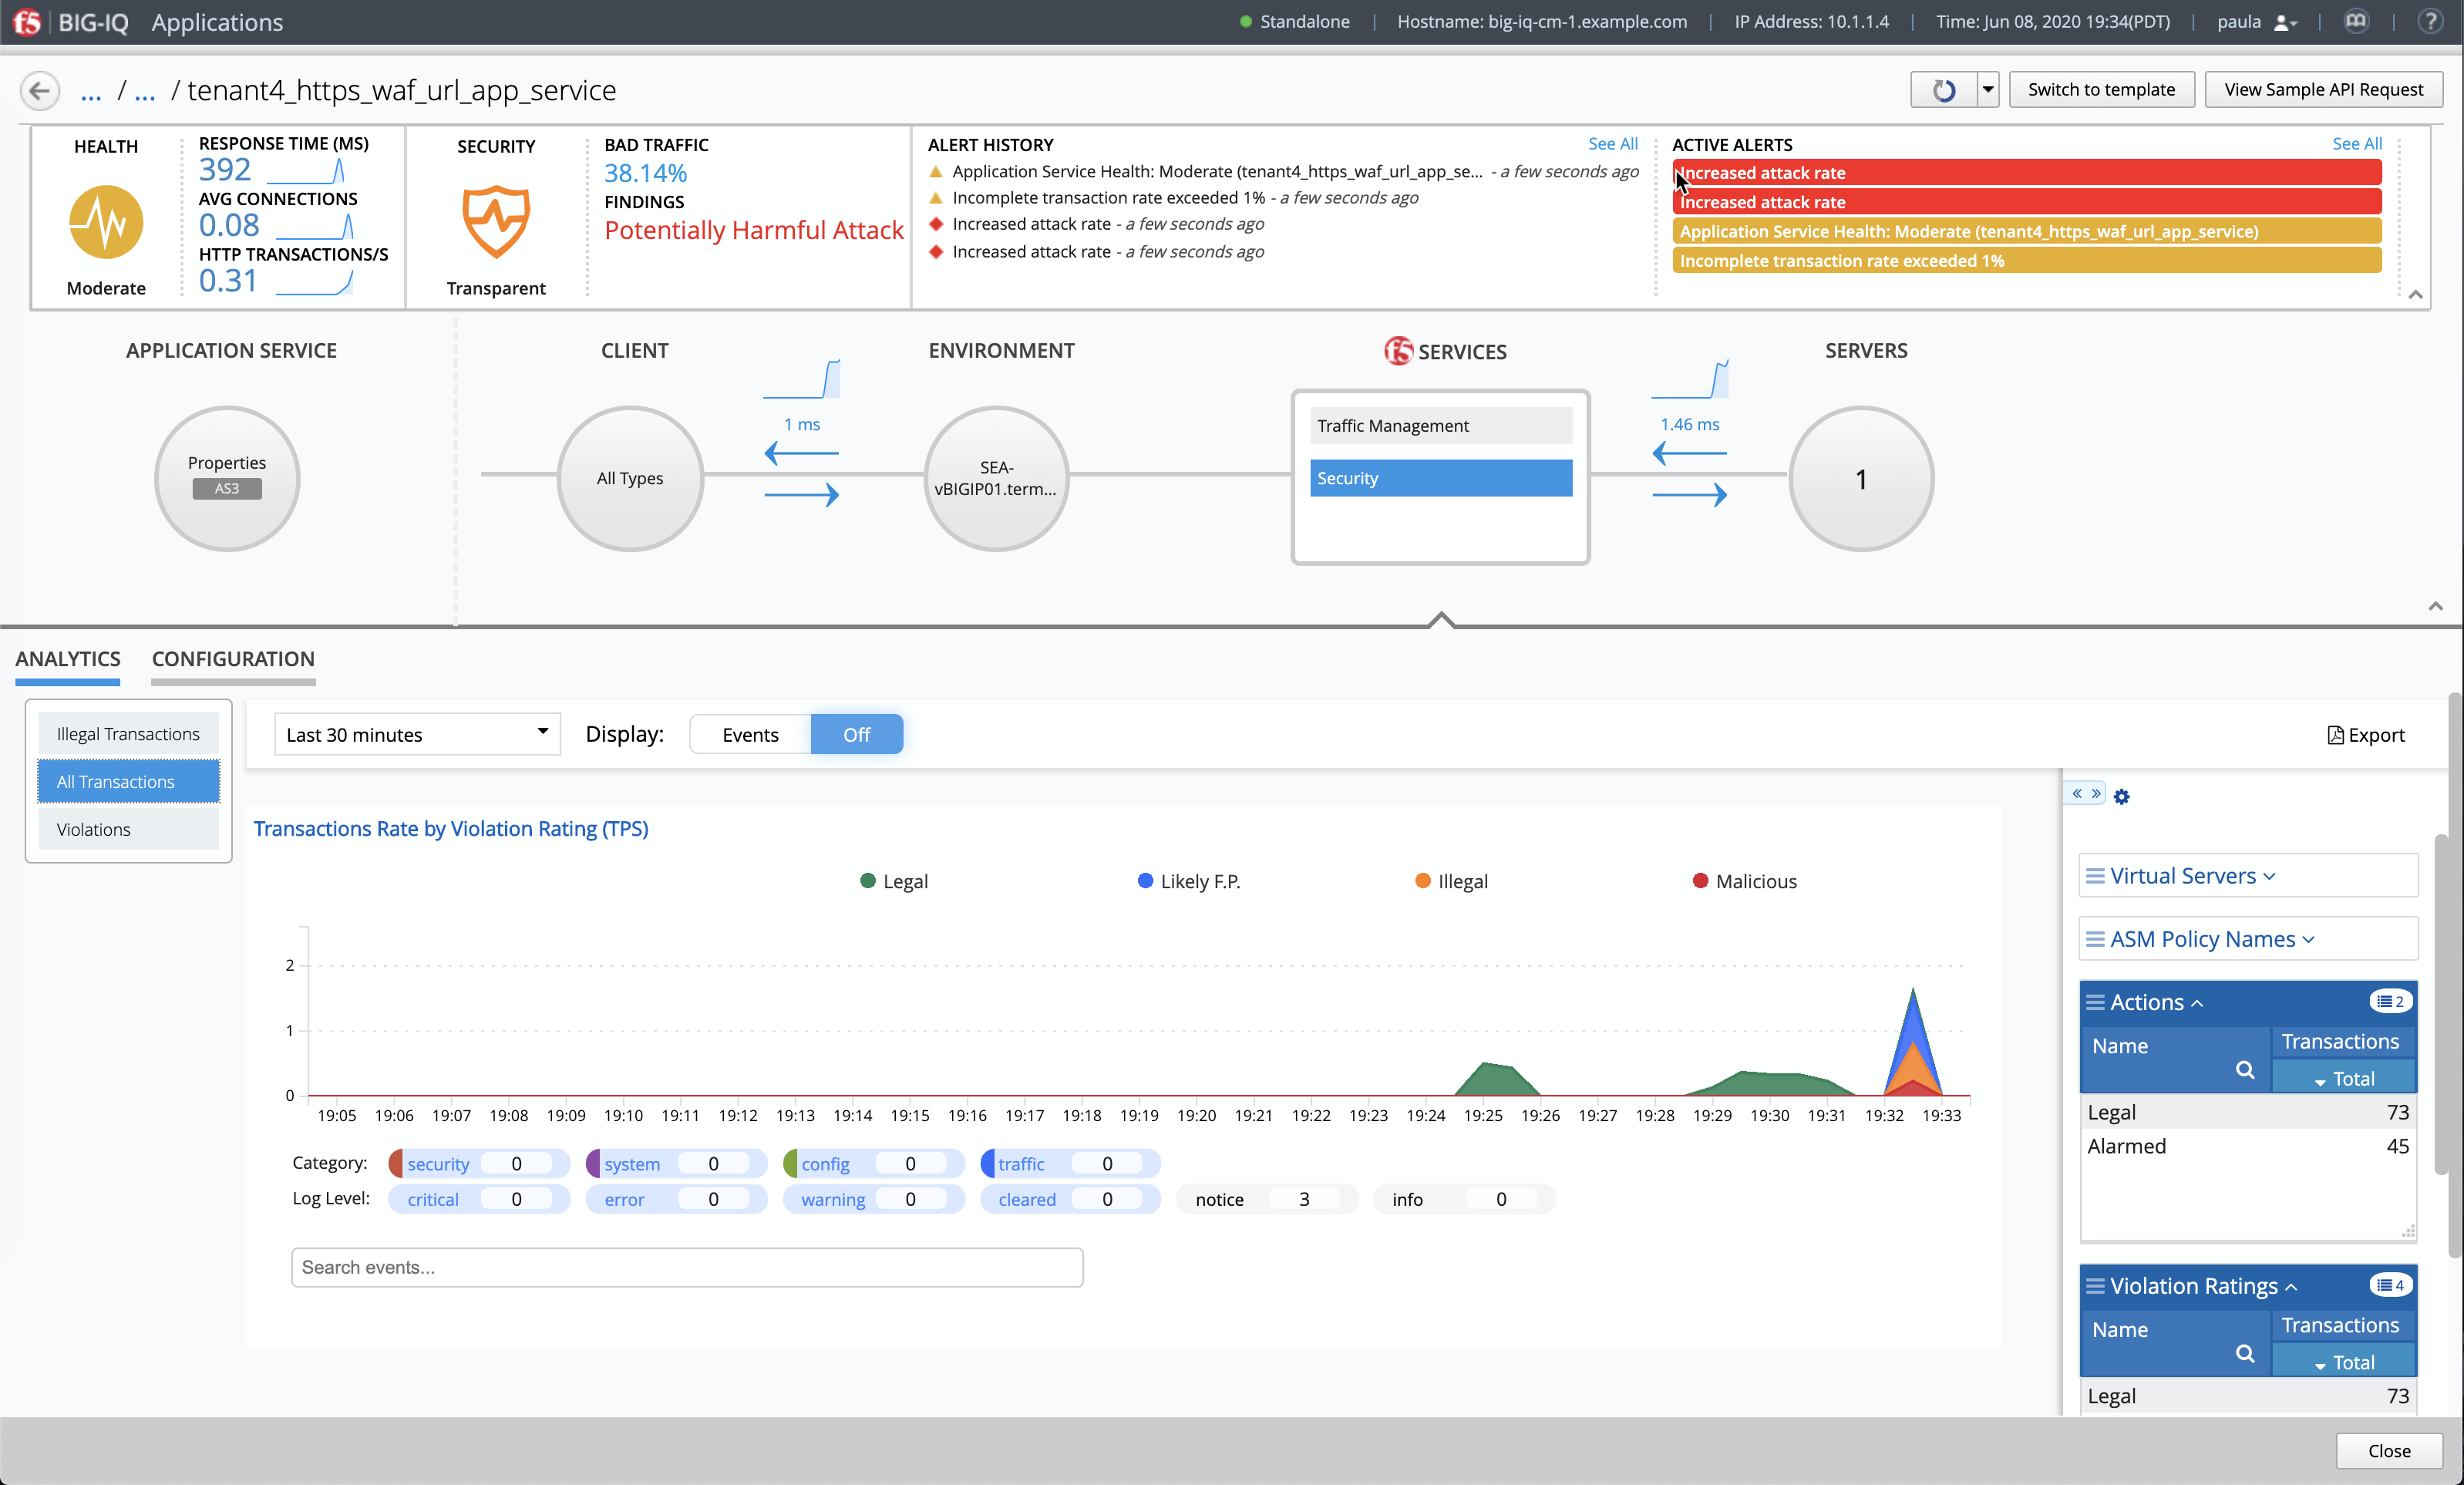 f5 BIG-IQ Applications
Standalone | Hostname: big-iq-cm-1.example.com | IP Address: 10.1.1.4 | Time: Jun 08, 2020 19:34(PDT) | paula | | ?
... / ... / tenant4_https_waf_url_app_service
Switch to template
View Sample API Request
HEALTH
Moderate
RESPONSE TIME (MS)
392
AVG CONNECTIONS
0.08
HTTP TRANSACTIONS/S
0.31
SECURITY
Transparent
BAD TRAFFIC
38.14%
FINDINGS
Potentially Harmful Attack
ALERT HISTORY See All
Application Service Health: Moderate (tenant4_https_waf_url_app_se... - a few seconds ago
Incomplete transaction rate exceeded 1% - a few seconds ago
Increased attack rate - a few seconds ago
Increased attack rate - a few seconds ago
ACTIVE ALERTS See All
Increased attack rate
Increased attack rate
Application Service Health: Moderate (tenant4_https_waf_url_app_service)
Incomplete transaction rate exceeded 1%
APPLICATION SERVICE
Properties
AS3
CLIENT
All Types
1 ms
ENVIRONMENT
SEA-
vBIGIP01.term...
f5 SERVICES
Traffic Management
Security
1.46 ms
SERVERS
1
ANALYTICS CONFIGURATION
Illegal Transactions
All Transactions
Violations
Last 30 minutes Display: Events Off Export
Transactions Rate by Violation Rating (TPS)
Legal Likely F.P. Illegal Malicious
2
1
0
19:05 19:06 19:07 19:08 19:09 19:10 19:11 19:12 19:13 19:14 19:15 19:16 19:17 19:18 19:19 19:20 19:21 19:22 19:23 19:24 19:25 19:26 19:27 19:28 19:29 19:30 19:31 19:32 19:33
Category: security 0 system 0 config 0 traffic 0
Log Level: critical 0 error 0 warning 0 cleared 0 notice 3 info 0
Search events...
« »
Virtual Servers
ASM Policy Names
Actions 2
Name Transactions
Total
Legal 73
Alarmed 45
Violation Ratings 4
Name Transactions
Total
Legal 73
Close